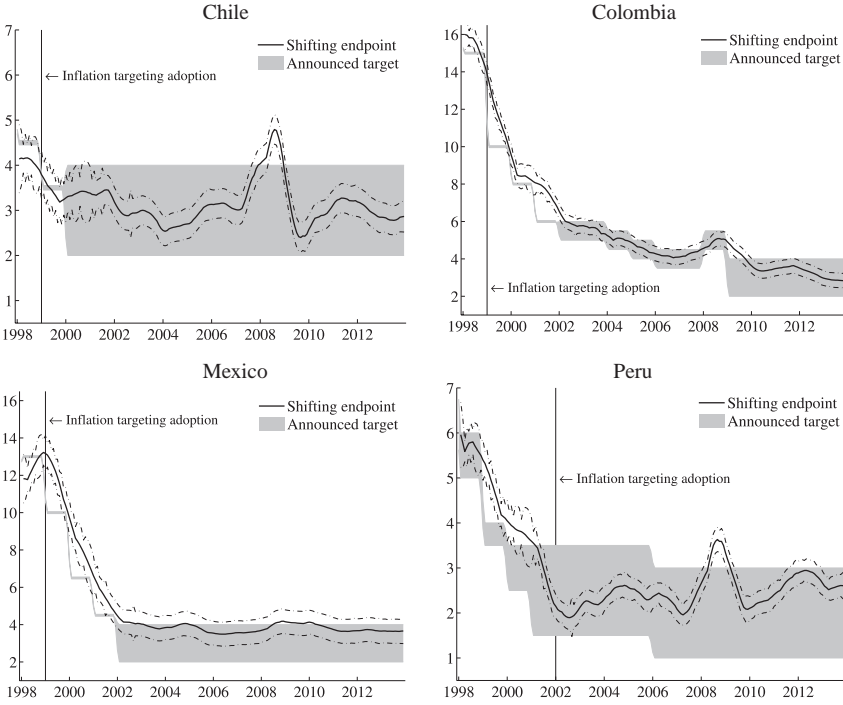 Chile
7
6
5
4
3
2
1
Shifting endpoint
Announced target
← Inflation targeting adoption
1998 2000 2002 2004 2006 2008 2010 2012
Colombia
16
14
12
10
8
6
4
2
Shifting endpoint
Announced target
← Inflation targeting adoption
1998 2000 2002 2004 2006 2008 2010 2012
Mexico
16
14
12
10
8
6
4
2
Shifting endpoint
Announced target
← Inflation targeting adoption
1998 2000 2002 2004 2006 2008 2010 2012
Peru
7
6
5
4
3
2
1
Shifting endpoint
Announced target
← Inflation targeting adoption
1998 2000 2002 2004 2006 2008 2010 2012